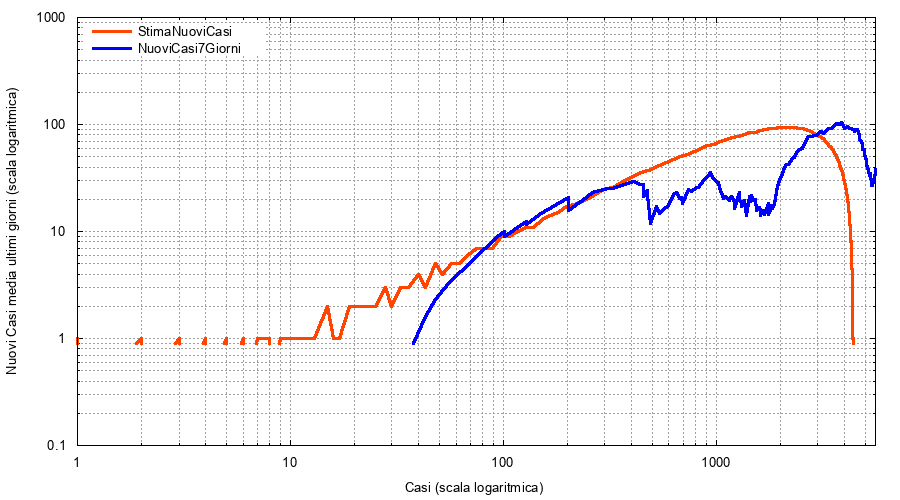 1000
StimaNuoviCasi
NuoviCasi7Giorni
100
10
1
0.1
Nuovi Casi media ultimi giorni (scala logaritmica)
1
10
100
1000
Casi (scala logaritmica)